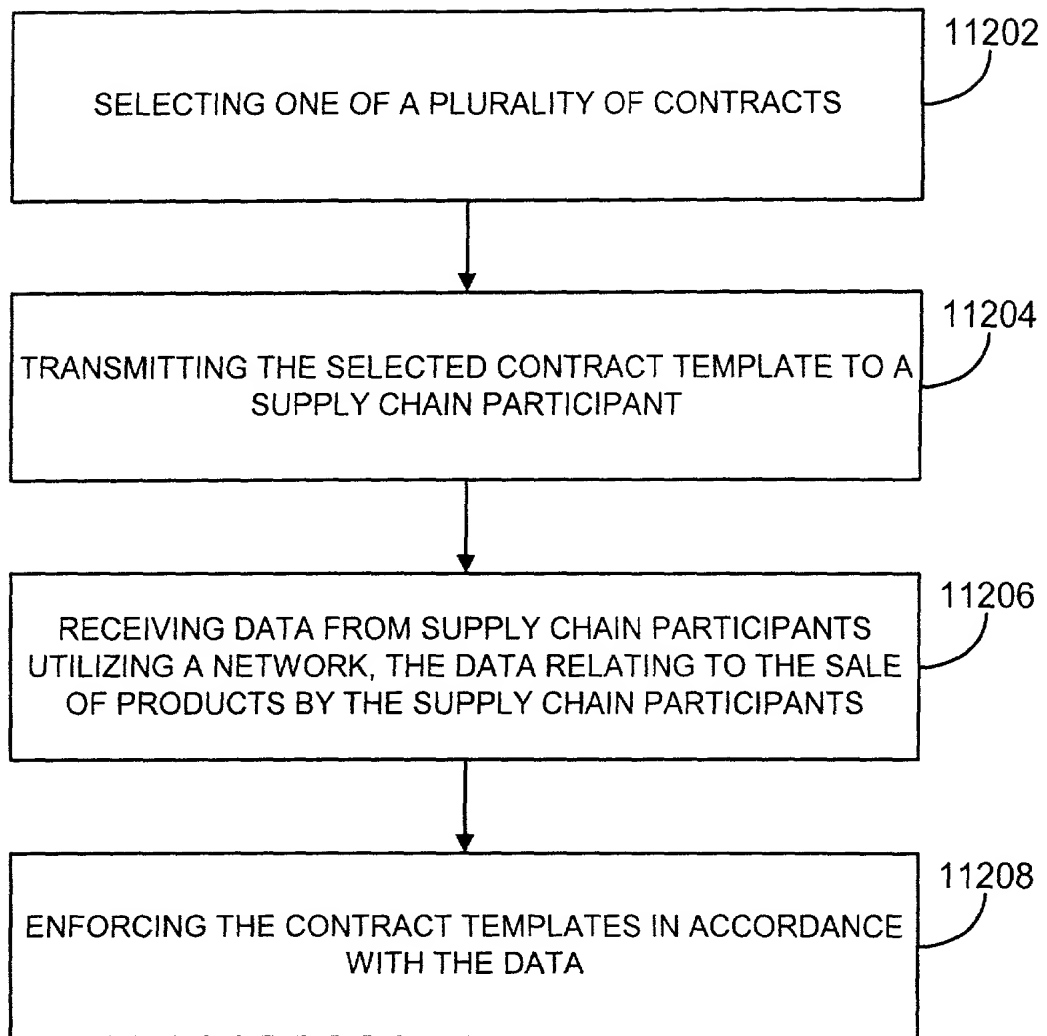 11202
SELECTING ONE OF A PLURALITY OF CONTRACTS
11204
TRANSMITTING THE SELECTED CONTRACT TEMPLATE TO A
SUPPLY CHAIN PARTICIPANT
11206
RECEIVING DATA FROM SUPPLY CHAIN PARTICIPANTS
UTILIZING A NETWORK, THE DATA RELATING TO THE SALE
OF PRODUCTS BY THE SUPPLY CHAIN PARTICIPANTS
11208
ENFORCING THE CONTRACT TEMPLATES IN ACCORDANCE
WITH THE DATA